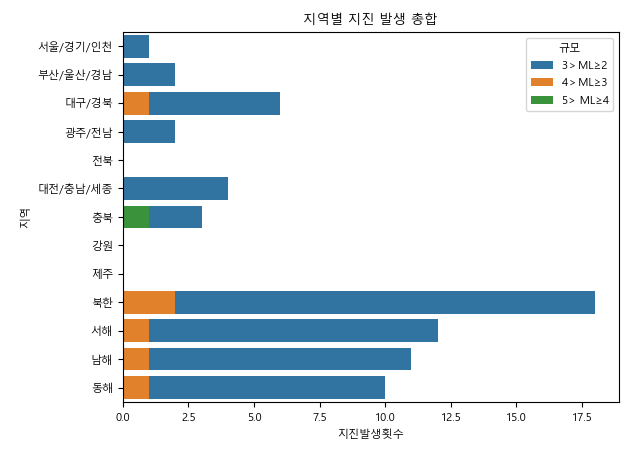 지역별 지진 발생 총합
서울/경기/인천
부산/울산/경남
대구/경북
광주/전남
전북
대전/충남/세종
충북
강원
제주
북한
서해
남해
동해
지역
규모
3> ML≥2
4> ML≥3
5> ML≥4
0.0 2.5 5.0 7.5 10.0 12.5 15.0 17.5
지진발생횟수